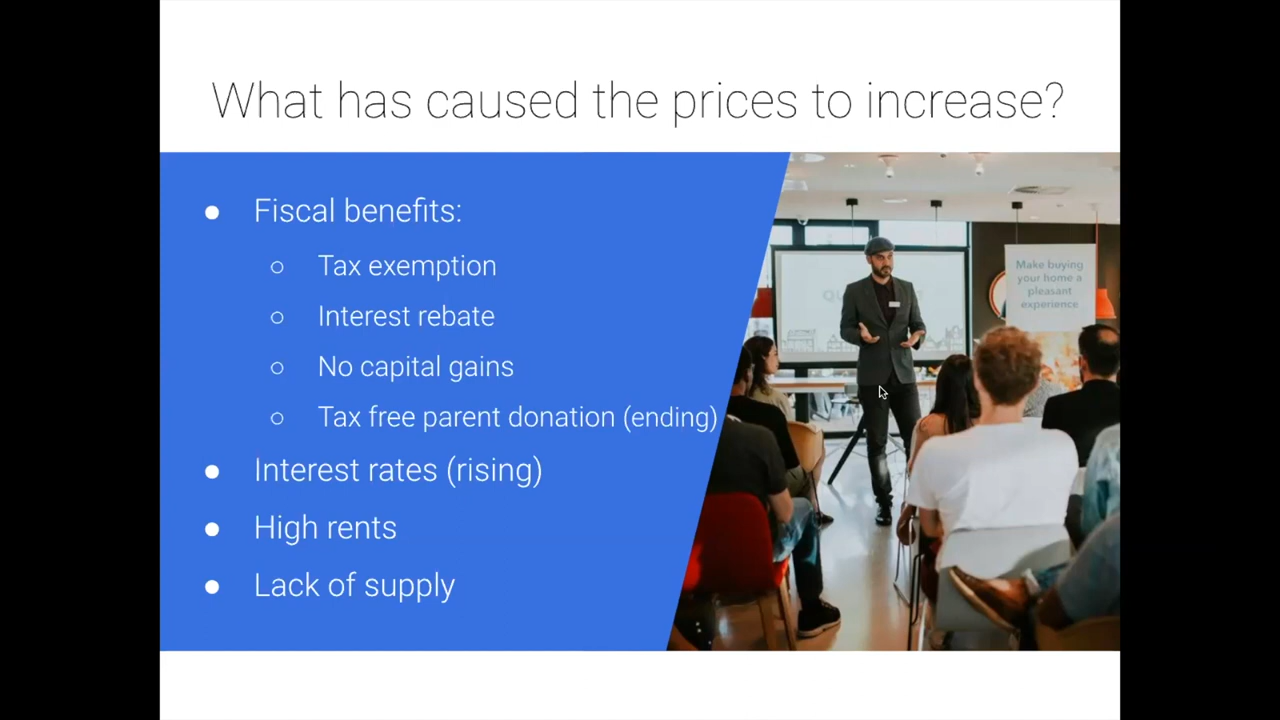 What has caused the prices to increase?
● Fiscal benefits:
○ Tax exemption
○ Interest rebate
○ No capital gains
○ Tax free parent donation (ending)
● Interest rates (rising)
● High rents
● Lack of supply
Make buying
your home a
pleasant
experience